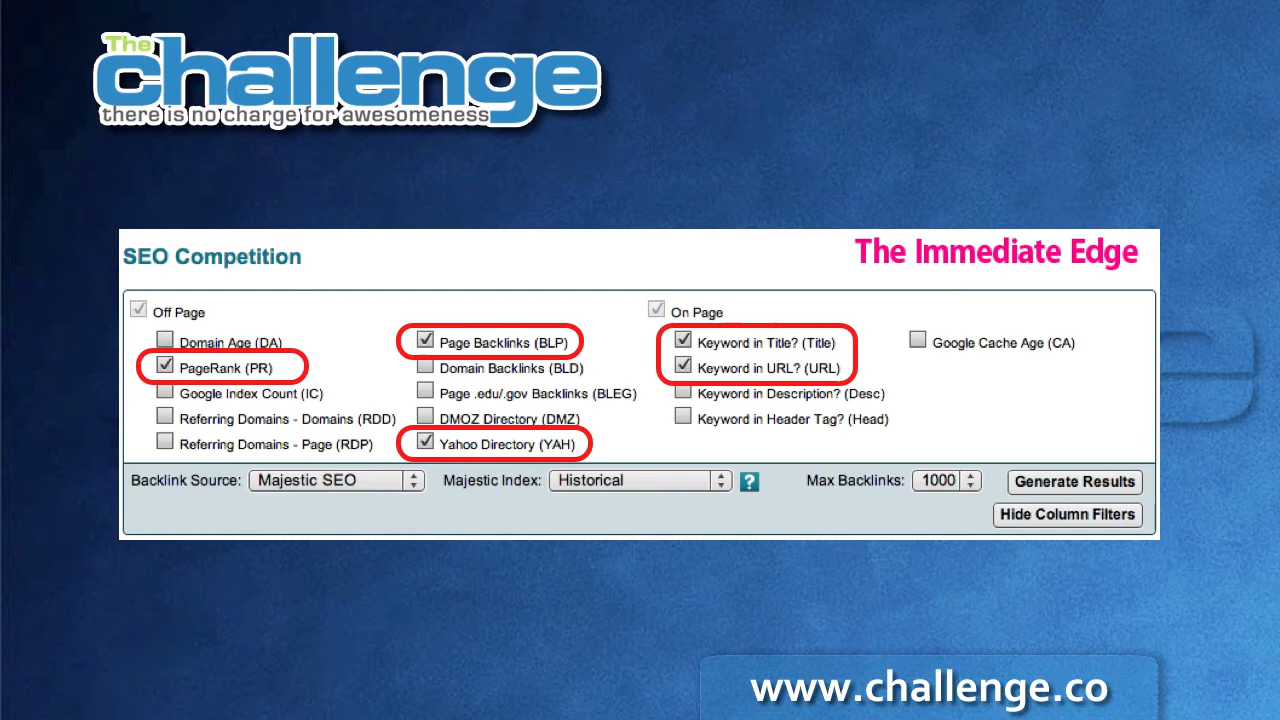 The
challenge
there is no charge for awesomeness
SEO Competition
The Immediate Edge
Off Page
On Page
Domain Age (DA)
Page Backlinks (BLP)
Keyword in Title? (Title)
Google Cache Age (CA)
PageRank (PR)
Domain Backlinks (BLD)
Keyword in URL? (URL)
Google Index Count (IC)
Page .edu/.gov Backlinks (BLEG)
Keyword in Description? (Desc)
Referring Domains - Domains (RDD)
DMOZ Directory (DMZ)
Keyword in Header Tag? (Head)
Referring Domains - Page (RDP)
Yahoo Directory (YAH)
Backlink Source: Majestic SEO Majestic Index: Historical ? Max Backlinks: 1000 Generate Results
Hide Column Filters
www.challenge.co